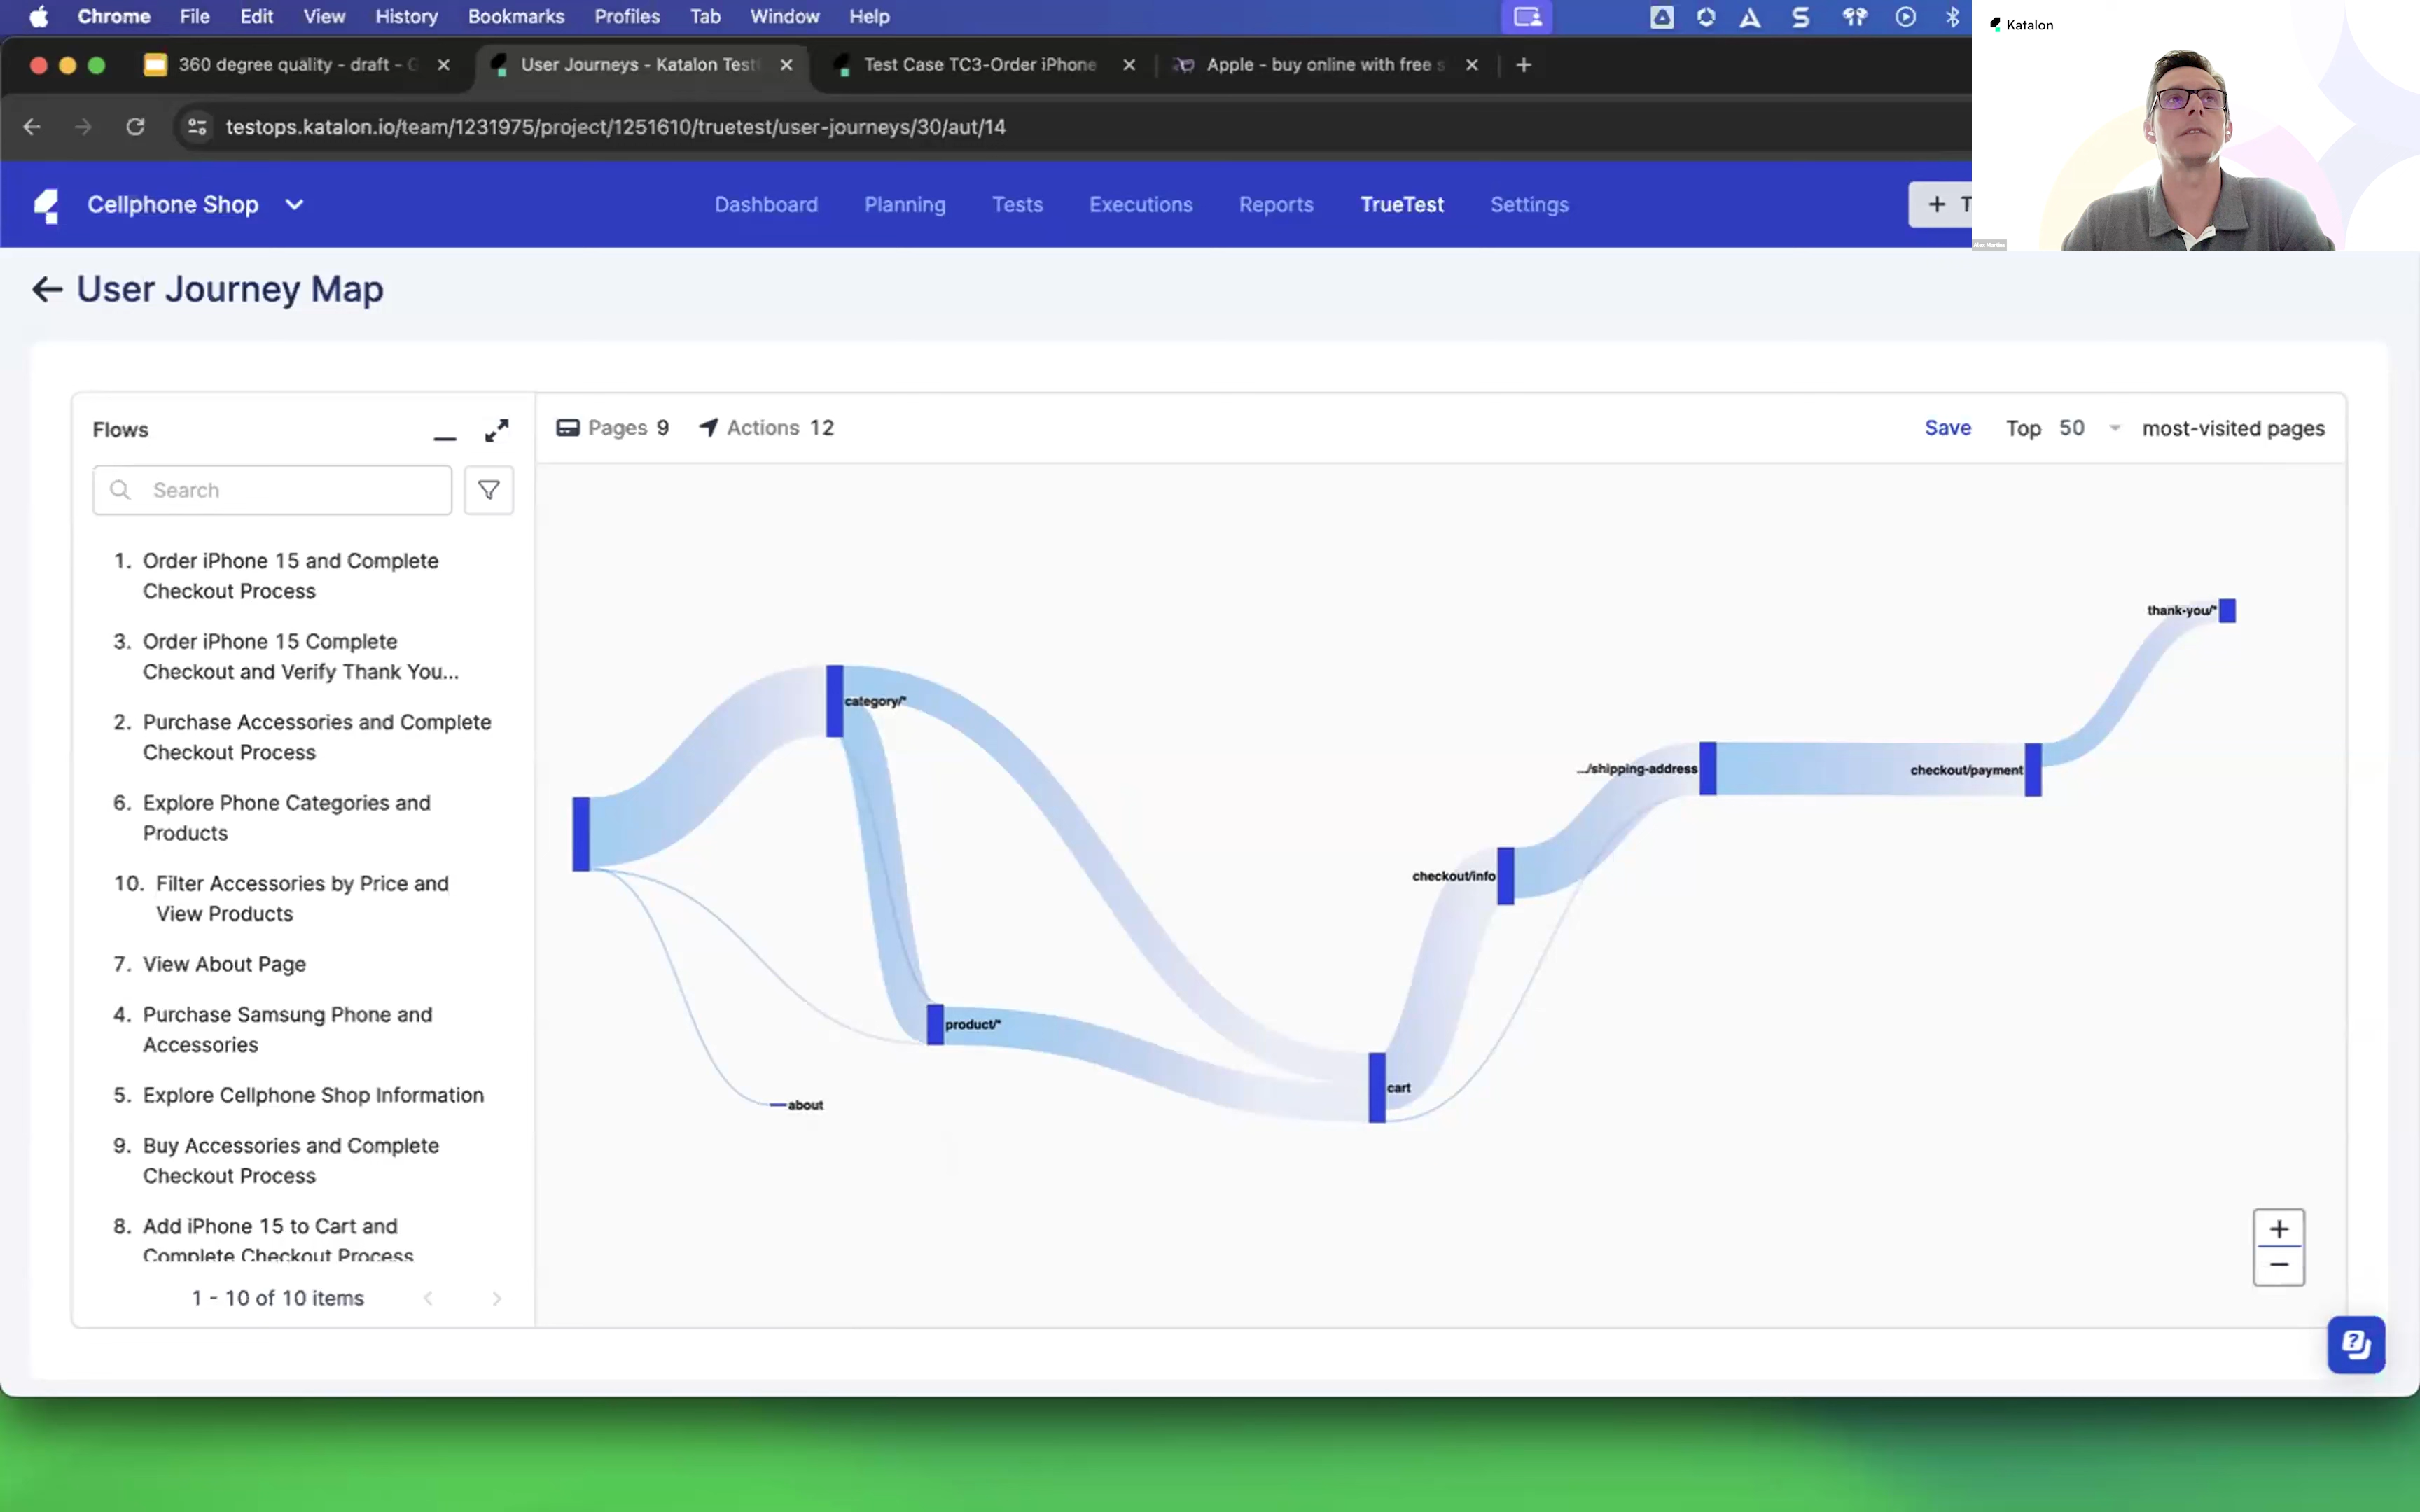 Chrome File Edit View History Bookmarks Profiles Tab Window Help
Katalon
360 degree quality - draft - G
User Journeys - Katalon Test
Test Case TC3-Order iPhone
Apple - buy online with free s
testops.katalon.io/team/1231975/project/1251610/truetest/user-journeys/30/aut/14
Alex Martins
Cellphone Shop
Dashboard Planning Tests Executions Reports TrueTest Settings
+ T
User Journey Map
Flows
Pages 9 Actions 12
Save Top 50 most-visited pages
Search
1. Order iPhone 15 and Complete
Checkout Process
3. Order iPhone 15 Complete
Checkout and Verify Thank You...
2. Purchase Accessories and Complete
Checkout Process
6. Explore Phone Categories and
Products
10. Filter Accessories by Price and
View Products
7. View About Page
4. Purchase Samsung Phone and
Accessories
5. Explore Cellphone Shop Information
9. Buy Accessories and Complete
Checkout Process
8. Add iPhone 15 to Cart and
Complete Checkout Process
1 - 10 of 10 items
category/*
product/*
about
cart
checkout/info
.../shipping-address
checkout/payment
thank-you/*